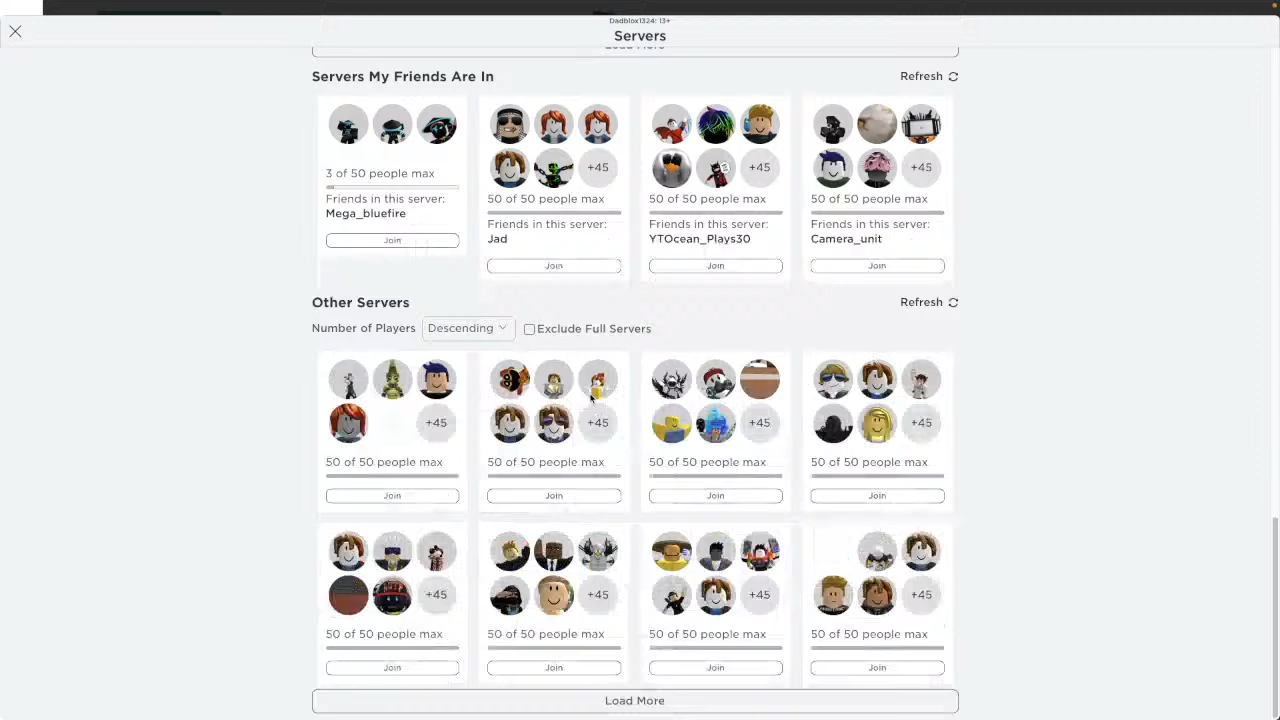 Dadblox1324: 13+
Servers
Load More
Servers My Friends Are In
Refresh
3 of 50 people max
Friends in this server:
Mega_bluefire
Join
+45
50 of 50 people max
Friends in this server:
Jad
Join
+45
50 of 50 people max
Friends in this server:
YTOcean_Plays30
Join
+45
50 of 50 people max
Friends in this server:
Camera_unit
Join
Other Servers
Refresh
Number of Players
Descending
Exclude Full Servers
+45
50 of 50 people max
Join
+45
50 of 50 people max
Join
+45
50 of 50 people max
Join
+45
50 of 50 people max
Join
+45
50 of 50 people max
Join
+45
50 of 50 people max
Join
+45
50 of 50 people max
Join
+45
50 of 50 people max
Join
Load More